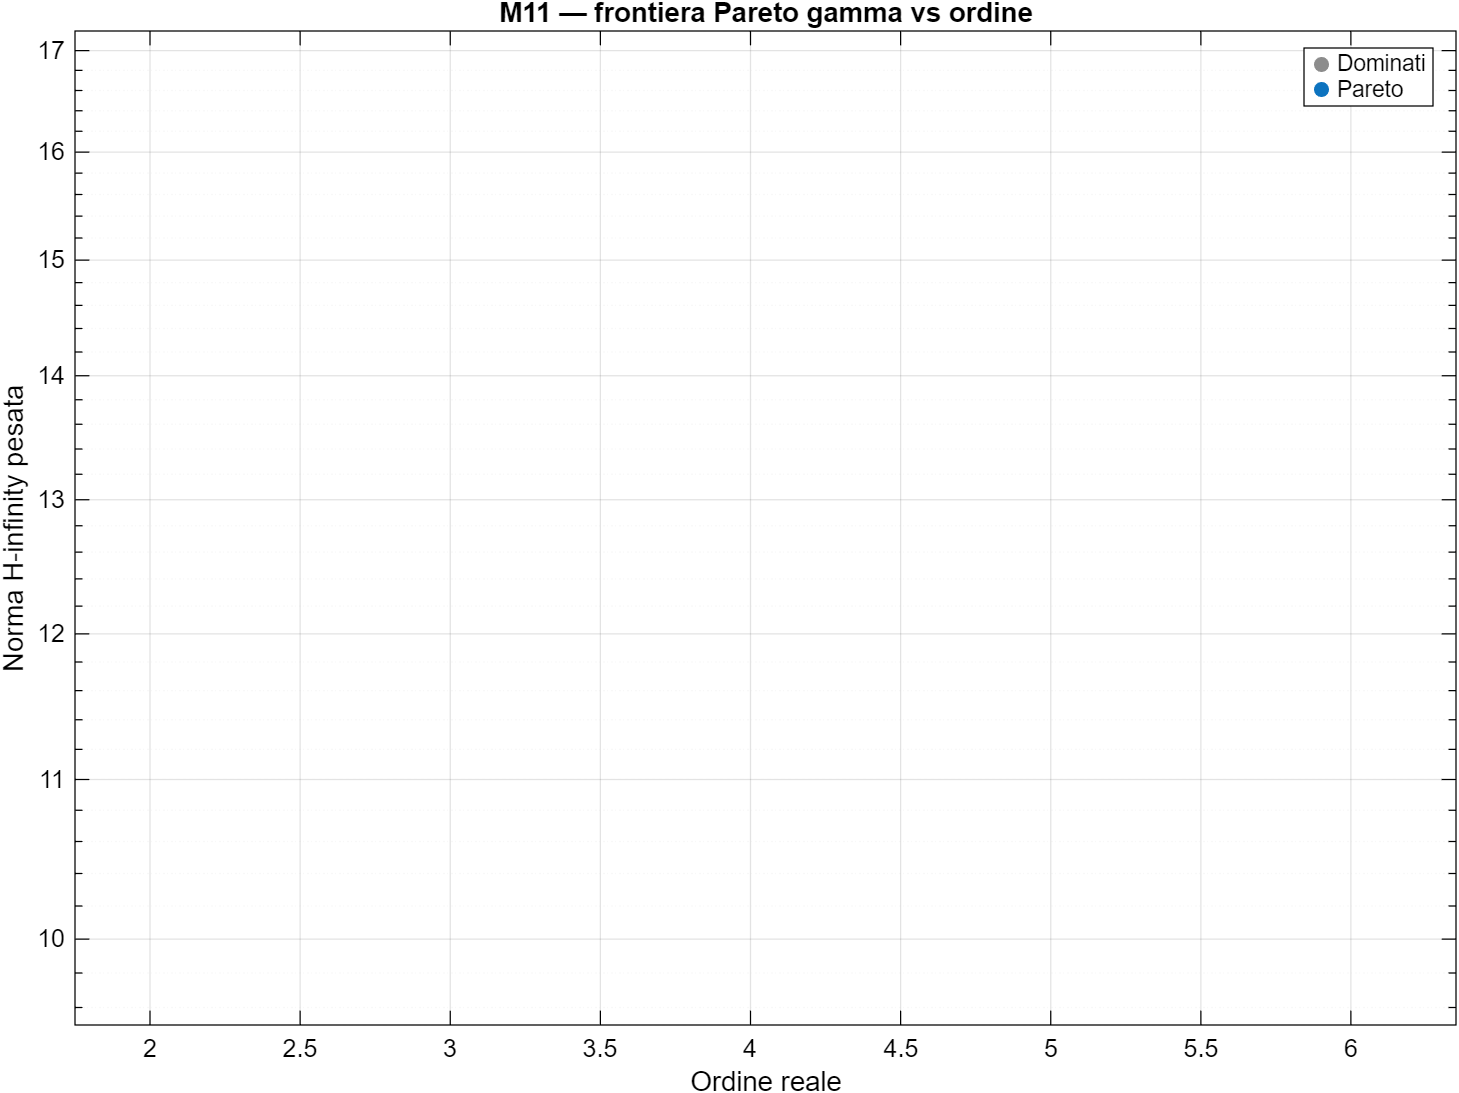 M11 — frontiera Pareto gamma vs ordine
Dominati
Pareto
Norma H-infinity pesata
17
16
15
14
13
12
11
10
2 2.5 3 3.5 4 4.5 5 5.5 6
Ordine reale